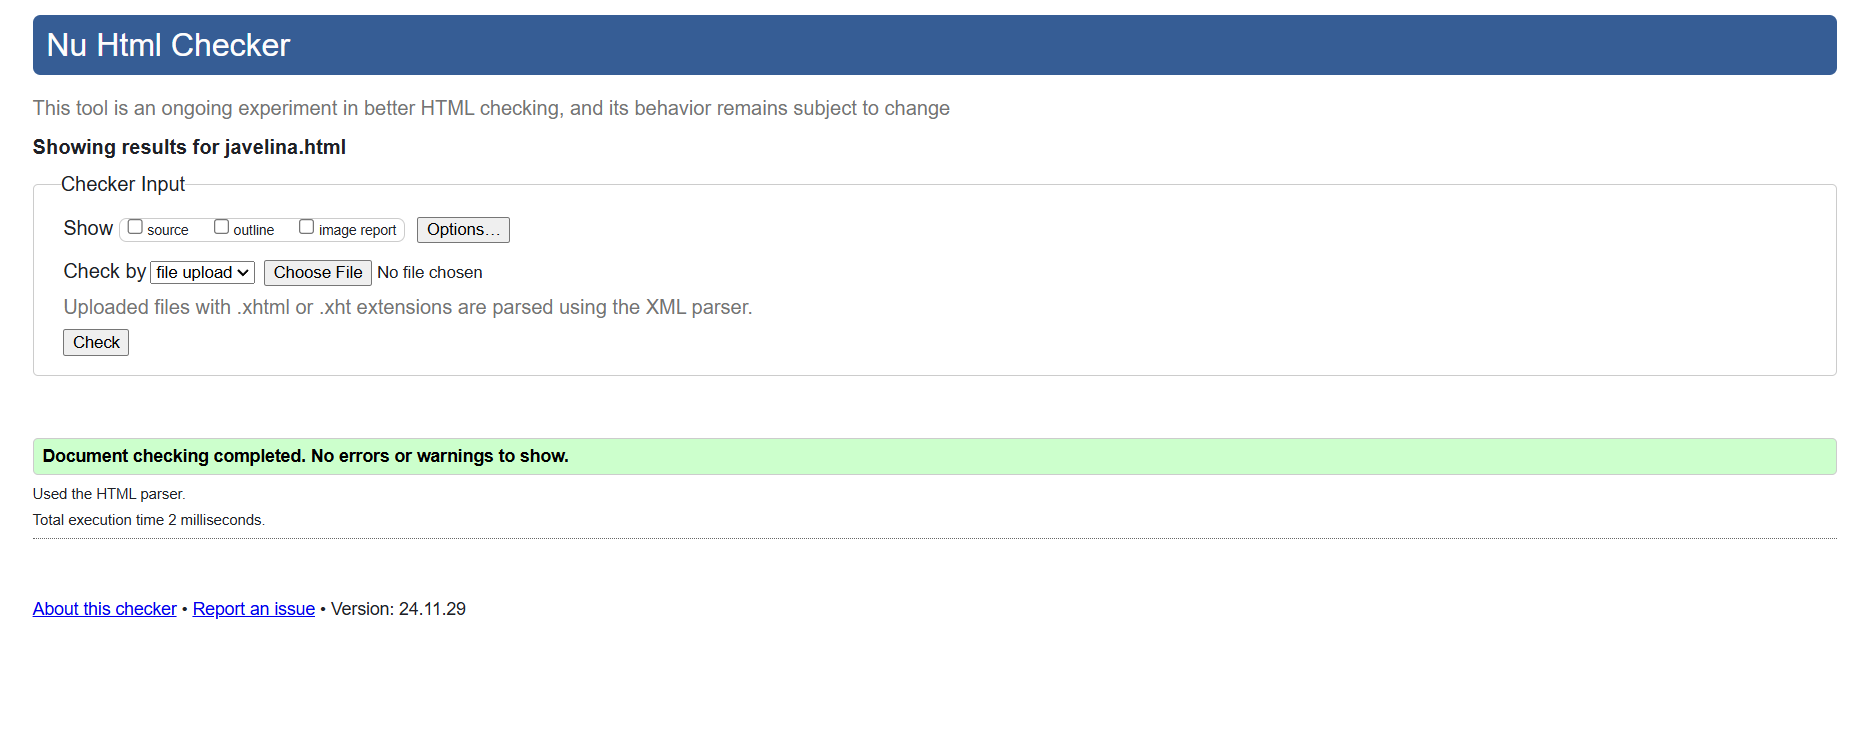 Nu Html Checker
This tool is an ongoing experiment in better HTML checking, and its behavior remains subject to change
Showing results for javelina.html
Checker Input
Show source outline image report Options…
Check by file upload Choose File No file chosen
Uploaded files with .xhtml or .xht extensions are parsed using the XML parser.
Check
Document checking completed. No errors or warnings to show.
Used the HTML parser.
Total execution time 2 milliseconds.
About this checker • Report an issue • Version: 24.11.29